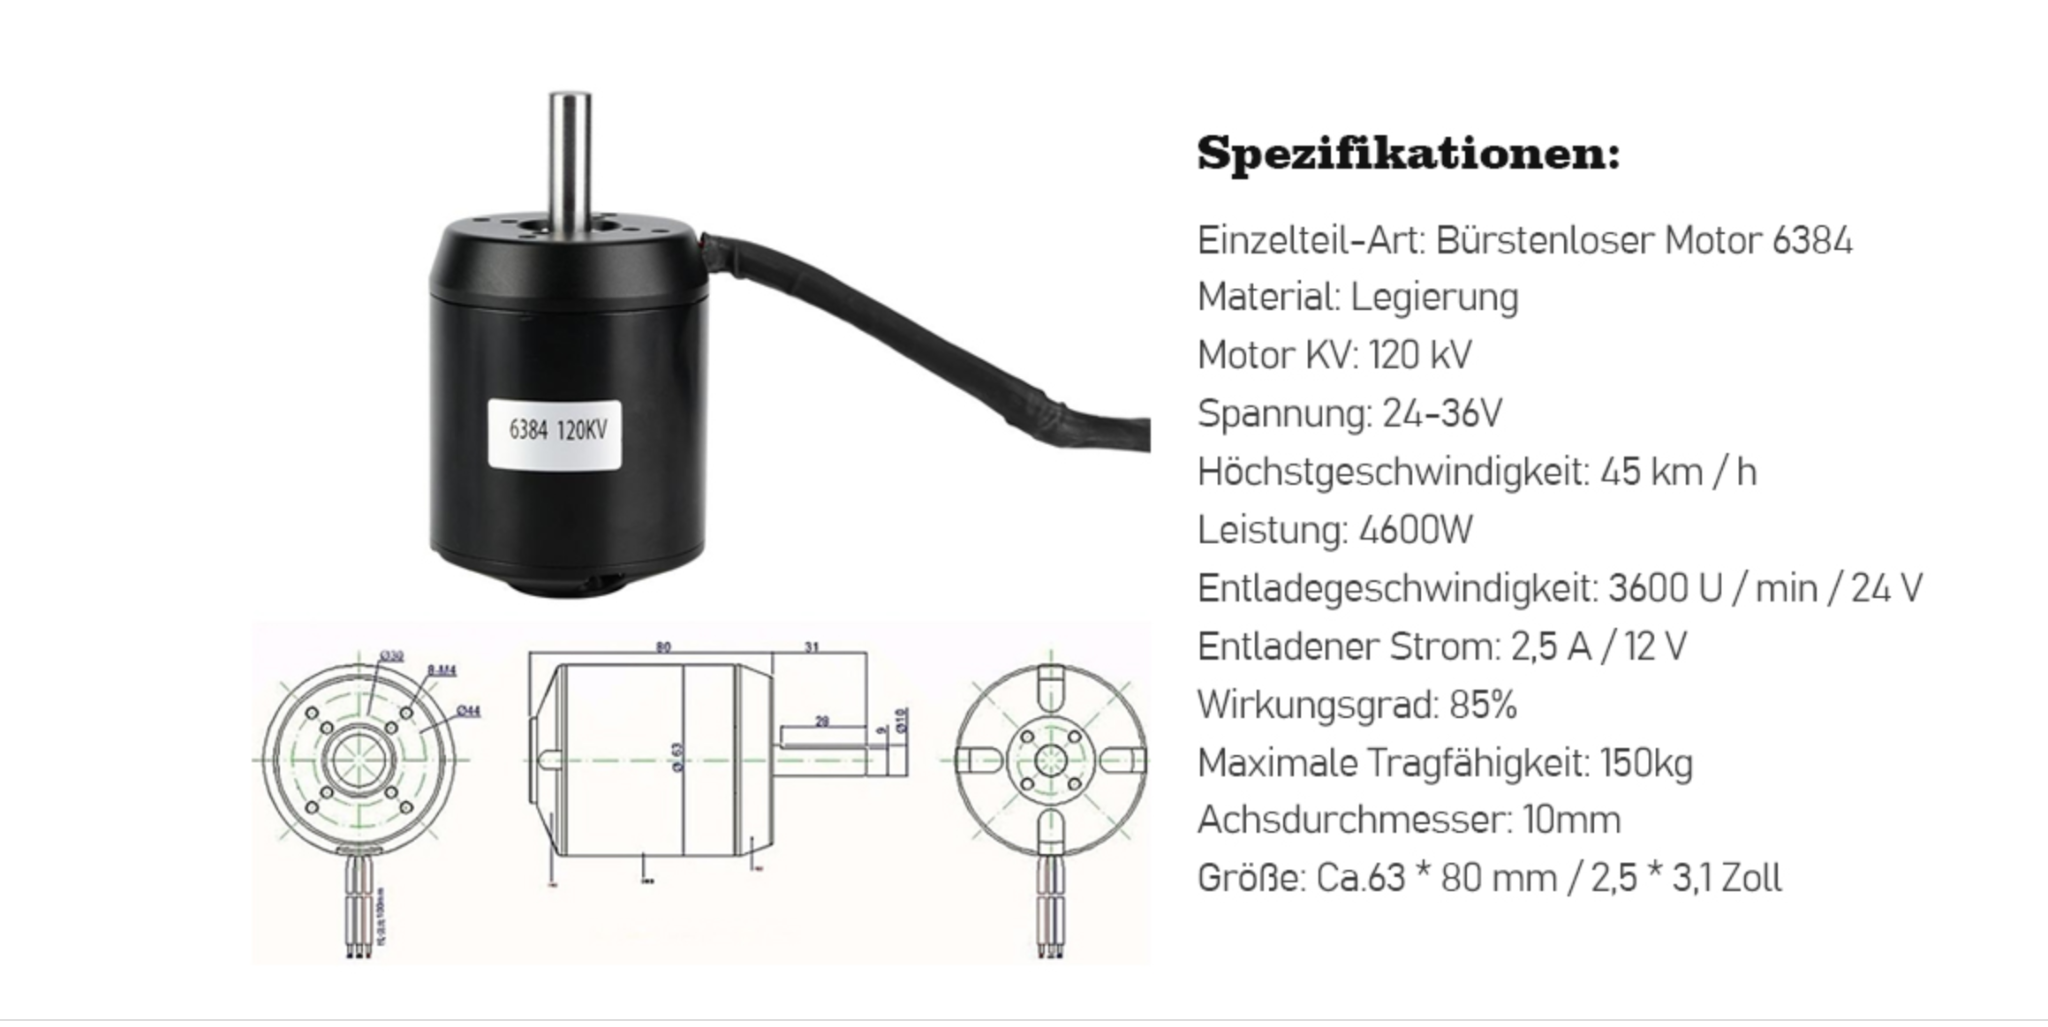 Spezifikationen:
Einzelteil-Art: Bürstenloser Motor 6384
Material: Legierung
Motor KV: 120 kV
Spannung: 24-36V
Höchstgeschwindigkeit: 45 km / h
Leistung: 4600W
Entladegeschwindigkeit: 3600 U / min / 24 V
Entladener Strom: 2,5 A / 12 V
Wirkungsgrad: 85%
Maximale Tragfähigkeit: 150kg
Achsdurchmesser: 10mm
Größe: Ca.63 * 80 mm / 2,5 * 3,1 Zoll
6384 120KV
Ø30
8-M4
Ø44
80
31
28
9
Ø10
Ø 63